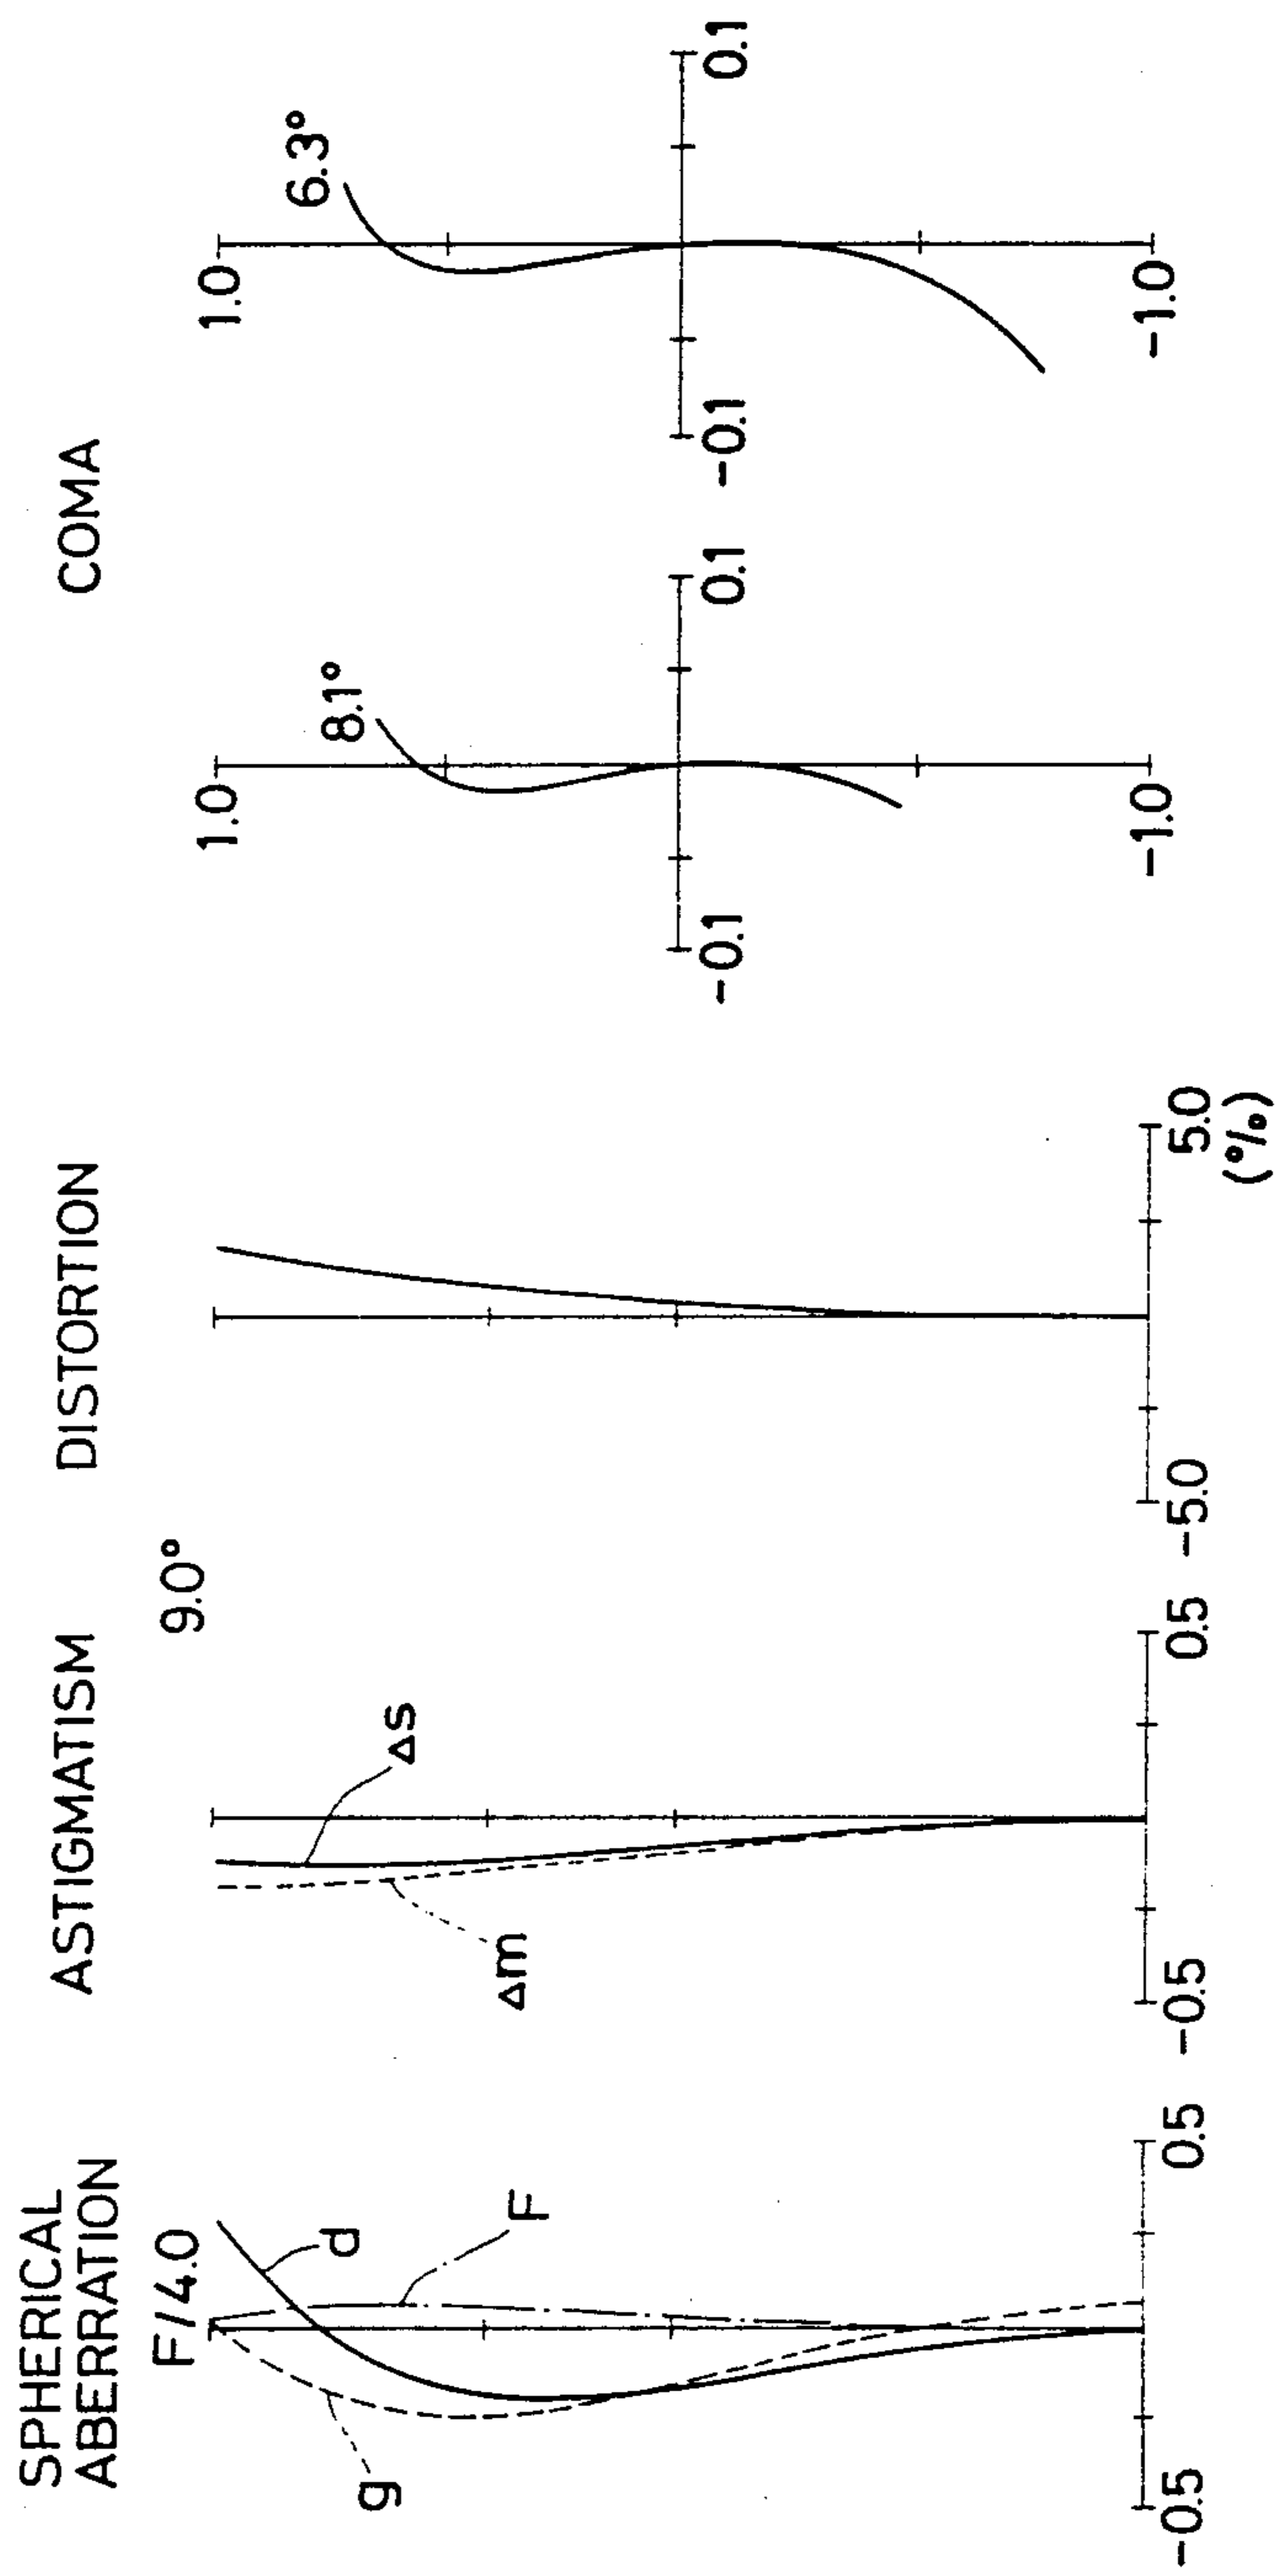 SPHERICAL
ABERRATION
F/4.0
d
F
g
-0.5
0.5
ASTIGMATISM
9.0°
Δs
Δm
-0.5
0.5
DISTORTION
-5.0
5.0
(%)
COMA
8.1°
1.0
-0.1
0.1
-1.0
6.3°
1.0
-0.1
0.1
-1.0